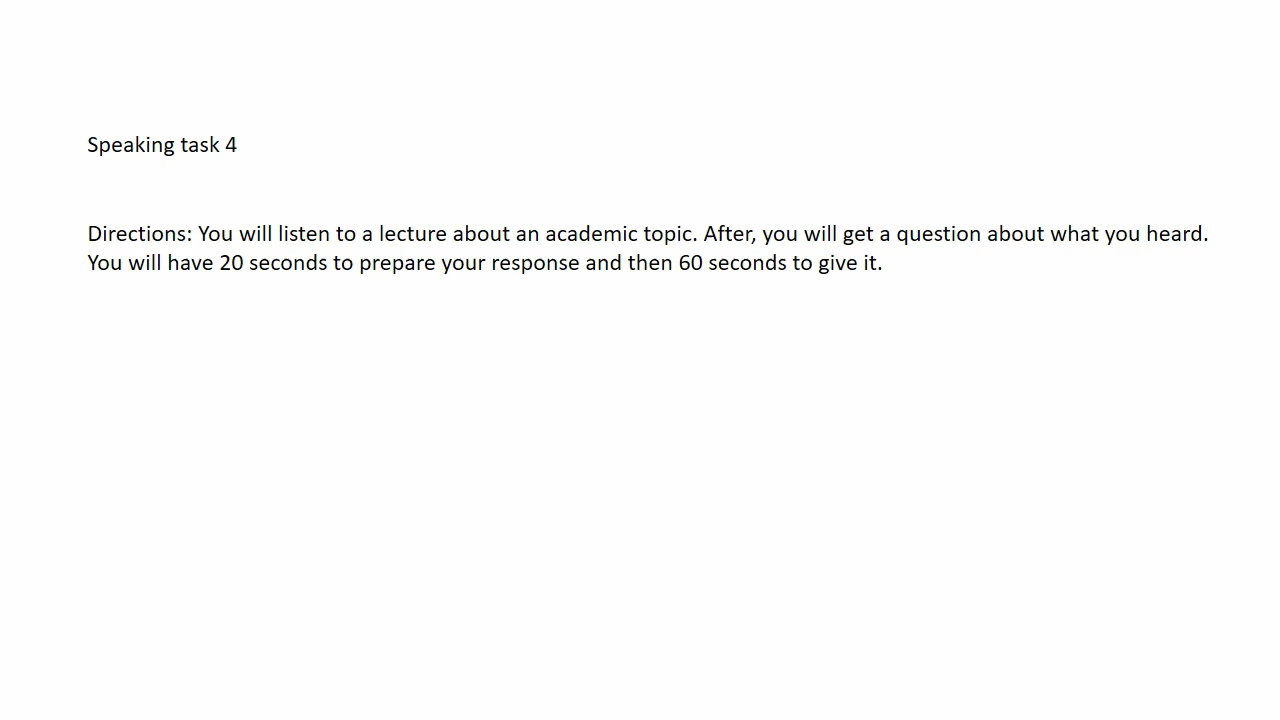 Speaking task 4
Directions: You will listen to a lecture about an academic topic. After, you will get a question about what you heard.
You will have 20 seconds to prepare your response and then 60 seconds to give it.